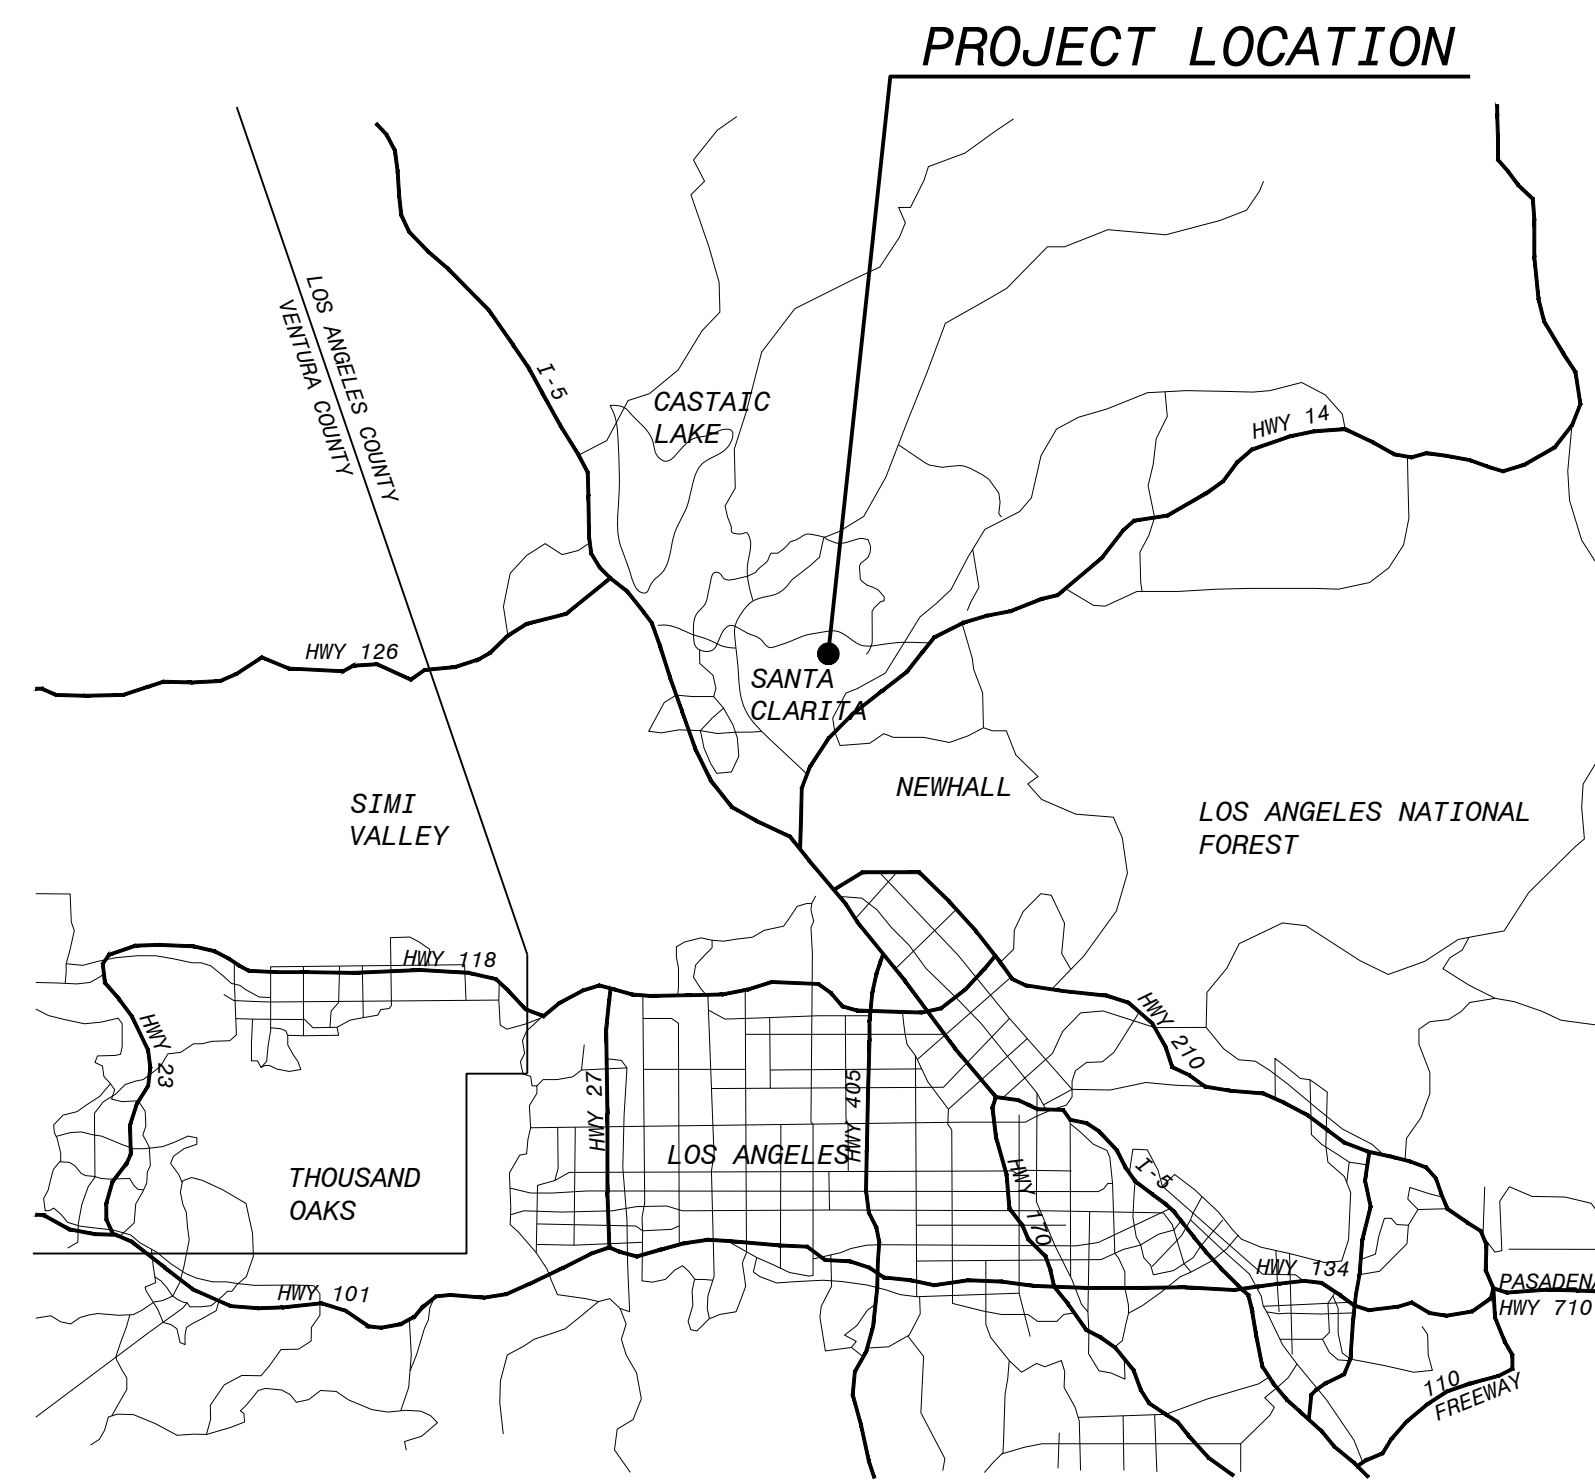 PROJECT LOCATION
LOS ANGELES COUNTY
VENTURA COUNTY
I-5
CASTAIC
LAKE
HWY 14
HWY 126
SANTA
CLARITA
NEWHALL
SIMI
VALLEY
LOS ANGELES NATIONAL
FOREST
HWY 118
HWY 23
HWY 210
HWY 27
HWY 405
LOS ANGELES
THOUSAND
OAKS
HWY 170
I-5
HWY 134
HWY 101
PASADENA
HWY 710
110
FREEWAY